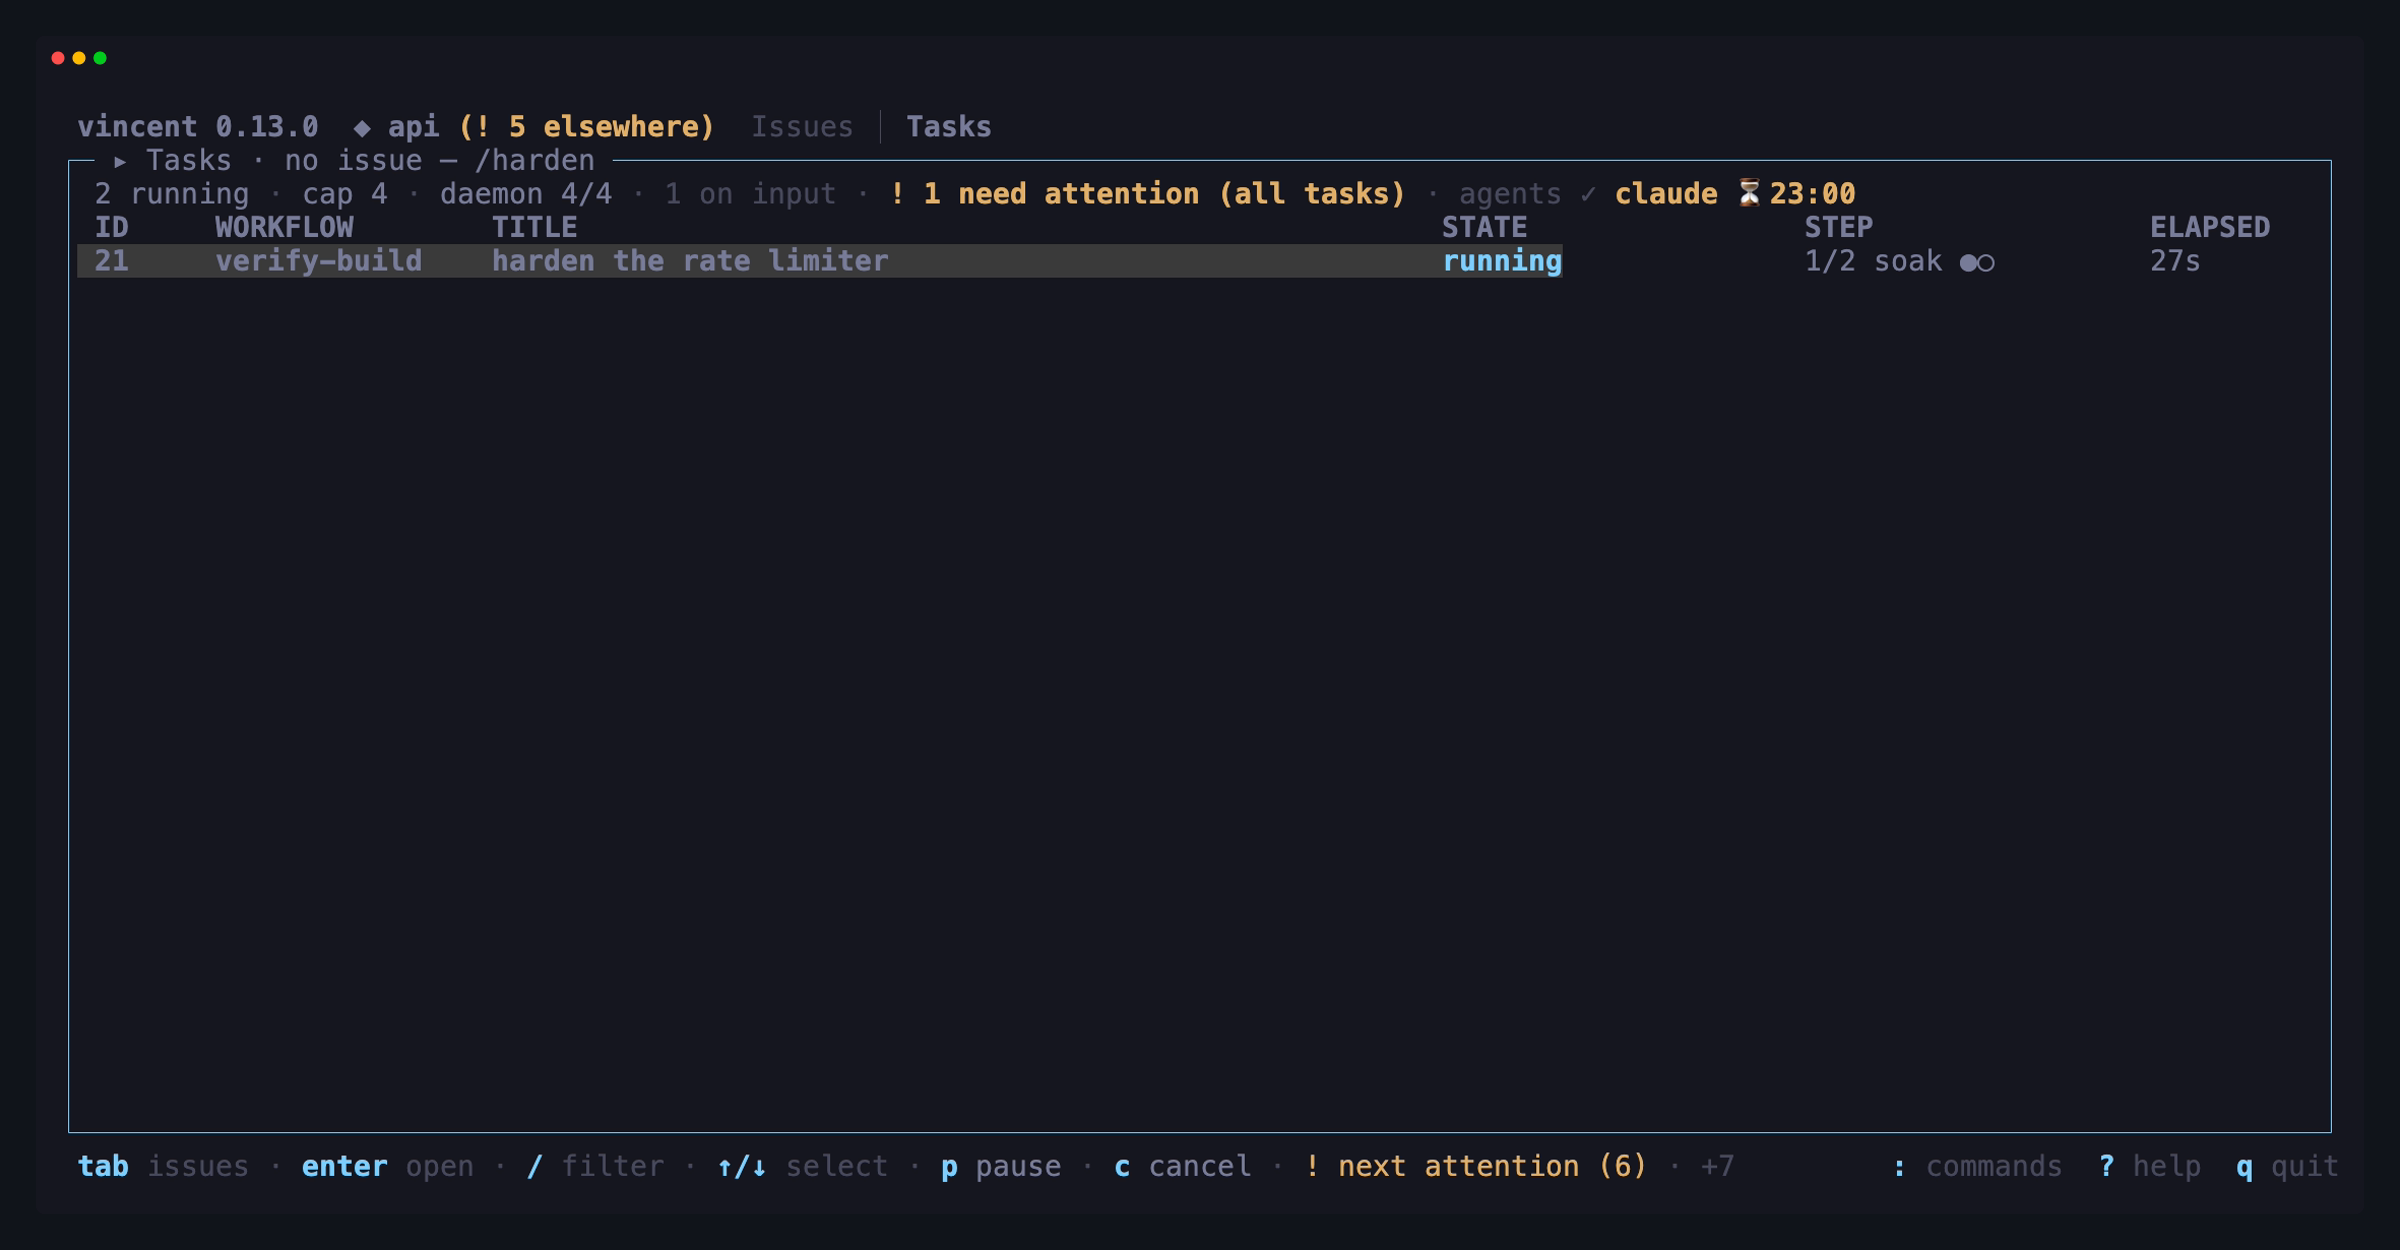 vincent 0.13.0 ◆ api (! 5 elsewhere) Issues │ Tasks
▸ Tasks · no issue — /harden
2 running · cap 4 · daemon 4/4 · 1 on input · ! 1 need attention (all tasks) · agents ✓ claude ⏳23:00
ID WORKFLOW TITLE STATE STEP ELAPSED
21 verify-build harden the rate limiter running 1/2 soak ●○ 27s
tab issues · enter open · / filter · ↑/↓ select · p pause · c cancel · ! next attention (6) · +7 : commands ? help q quit